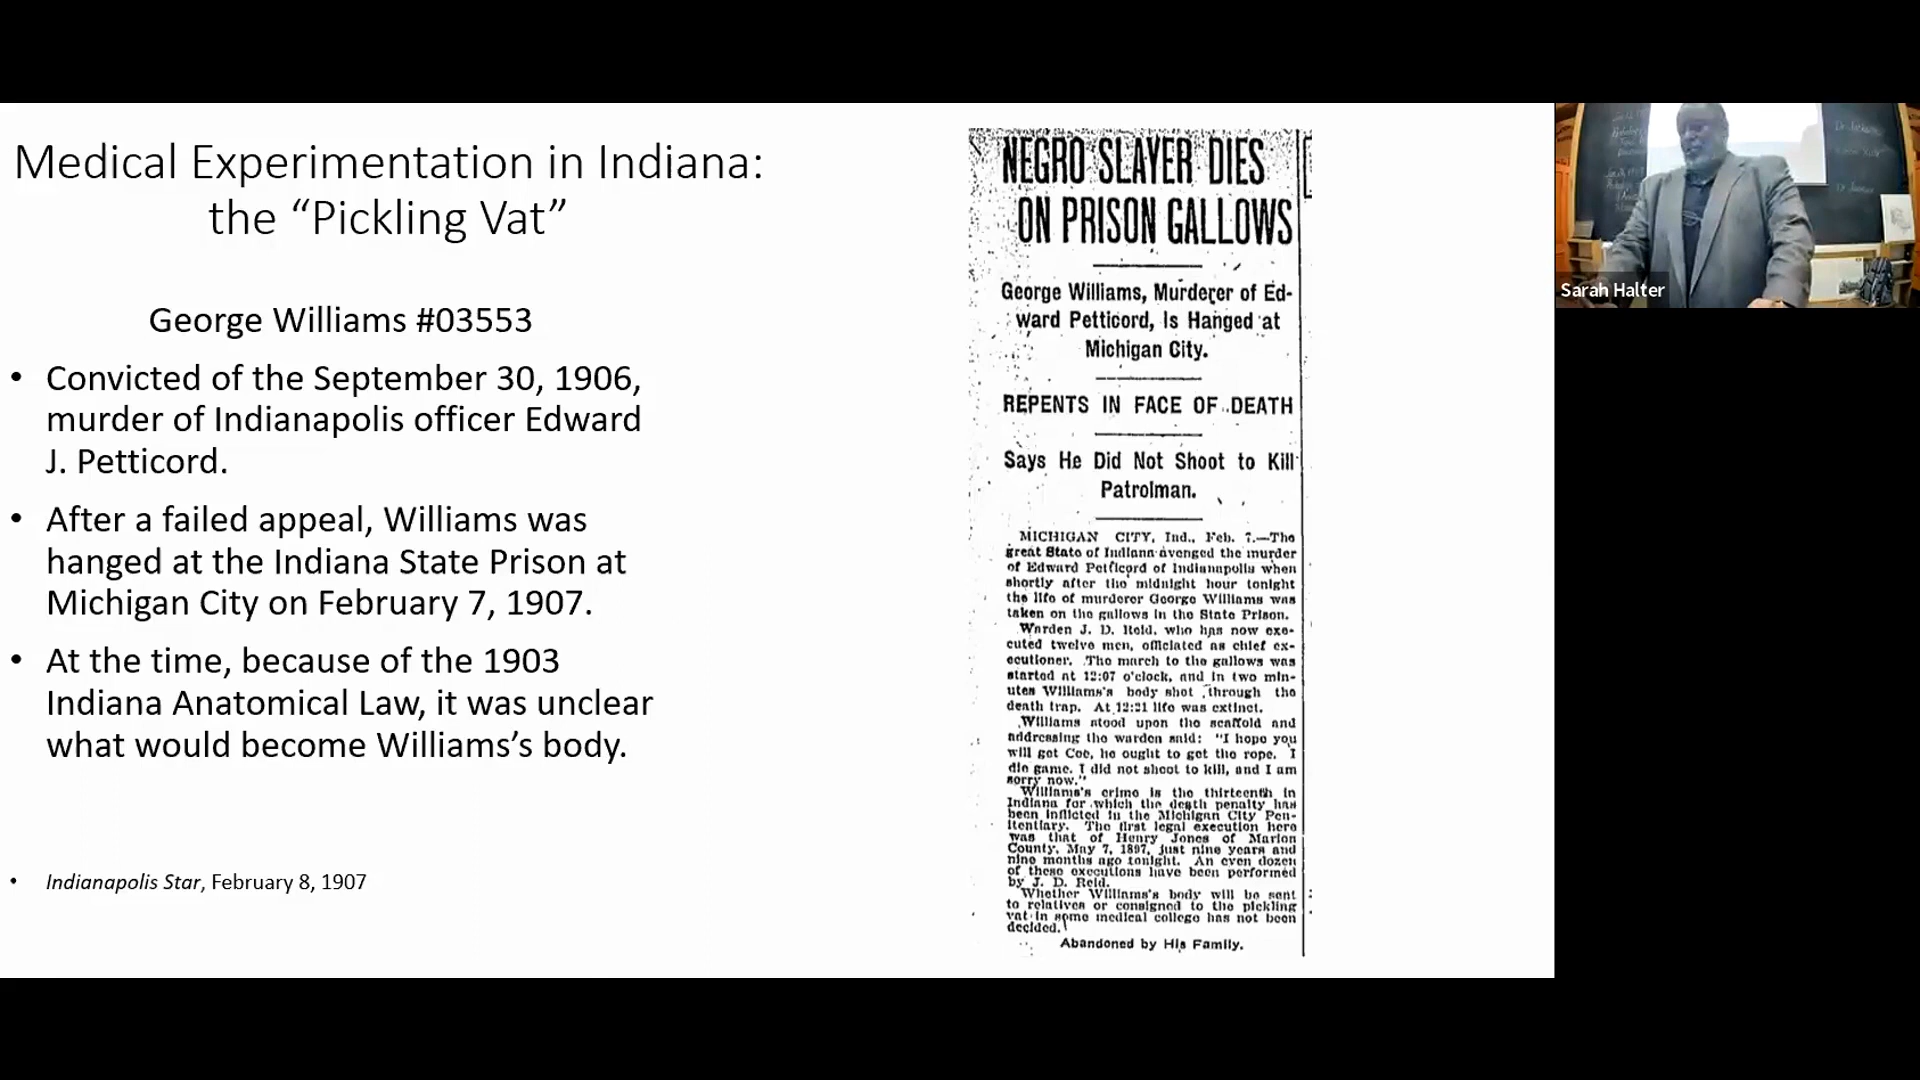 Medical Experimentation in Indiana:
the “Pickling Vat”
George Williams #03553
• Convicted of the September 30, 1906,
murder of Indianapolis officer Edward
J. Petticord.
• After a failed appeal, Williams was
hanged at the Indiana State Prison at
Michigan City on February 7, 1907.
• At the time, because of the 1903
Indiana Anatomical Law, it was unclear
what would become Williams’s body.
• Indianapolis Star, February 8, 1907
NEGRO SLAYER DIES
ON PRISON GALLOWS
George Williams, Murderer of Ed-
ward Petticord, Is Hanged at
Michigan City.
REPENTS IN FACE OF DEATH
Says He Did Not Shoot to Kill
Patrolman.
MICHIGAN CITY, Ind., Feb. 7.—The
great State of Indiana avenged the murder
of Edward Petticord of Indianapolis when
shortly after the midnight hour tonight
the life of murderer George Williams was
taken on the gallows in the State Prison.
Warden J. D. Reid, who has now exe-
cuted twelve men, officiated as chief ex-
ecutioner. The march to the gallows was
started at 12:07 o'clock, and in two min-
utes Williams's body shot through the
death trap. At 12:21 life was extinct.
Williams stood upon the scaffold and
addressing the warden said: "I hope you
will get Coe, he ought to get the rope. I
die game. I did not shoot to kill, and I am
sorry now."
Williams's crime is the thirteenth in
Indiana for which the death penalty has
been inflicted in the Michigan City Pen-
itentiary. The first legal execution here
was that of Henry Jones of Marion
County, May 7, 1897, just nine years and
nine months ago tonight. An even dozen
of these executions have been performed
by J. D. Reid.
Whether Williams's body will be sent
to relatives or consigned to the pickling
vat in some medical college has not been
decided.
Abandoned by His Family.
Sarah Halter